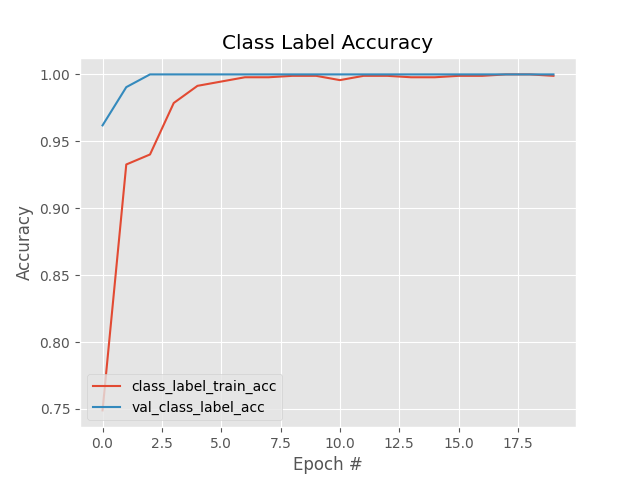 Class Label Accuracy
1.00
0.95
0.90
0.85
0.80
0.75
Accuracy
class_label_train_acc
val_class_label_acc
0.0 2.5 5.0 7.5 10.0 12.5 15.0 17.5
Epoch #